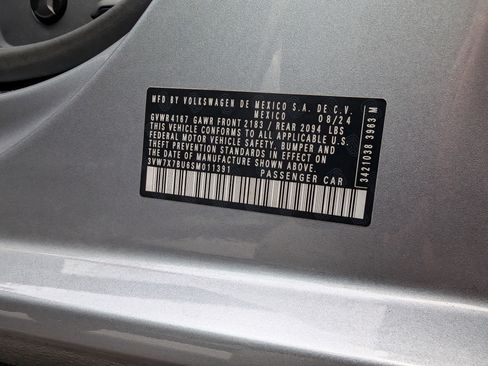 MFD BY VOLKSWAGEN DE MEXICO S.A. DE C.V.
MEXICO 08/24
GVWR4167 GAWR FRONT 2183 / REAR 2094 LBS
THIS VEHICLE CONFORMS TO ALL APPLICABLE U.S.
FEDERAL MOTOR VEHICLE SAFETY, BUMPER AND
THEFT PREVENTION STANDARDS IN EFFECT ON
THE DATE OF MANUFACTURE SHOWN ABOVE.
3VW7X7BU6SM011391 PASSENGER CAR
3421038 3963 M